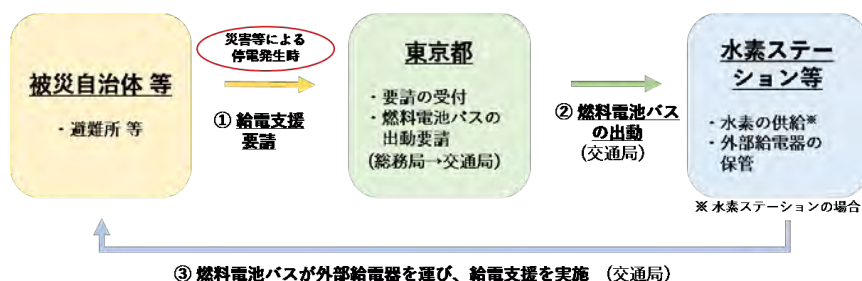 災害等による
停電発生時
被災自治体 等
・避難所 等
① 給電支援
要請
東京都
・要請の受付
・燃料電池バスの
出動要請
(総務局→交通局)
② 燃料電池バス
の出動
(交通局)
水素ステー
ション等
・水素の供給※
・外部給電器の
保管
※ 水素ステーションの場合
③ 燃料電池バスが外部給電器を運び、給電支援を実施 (交通局)